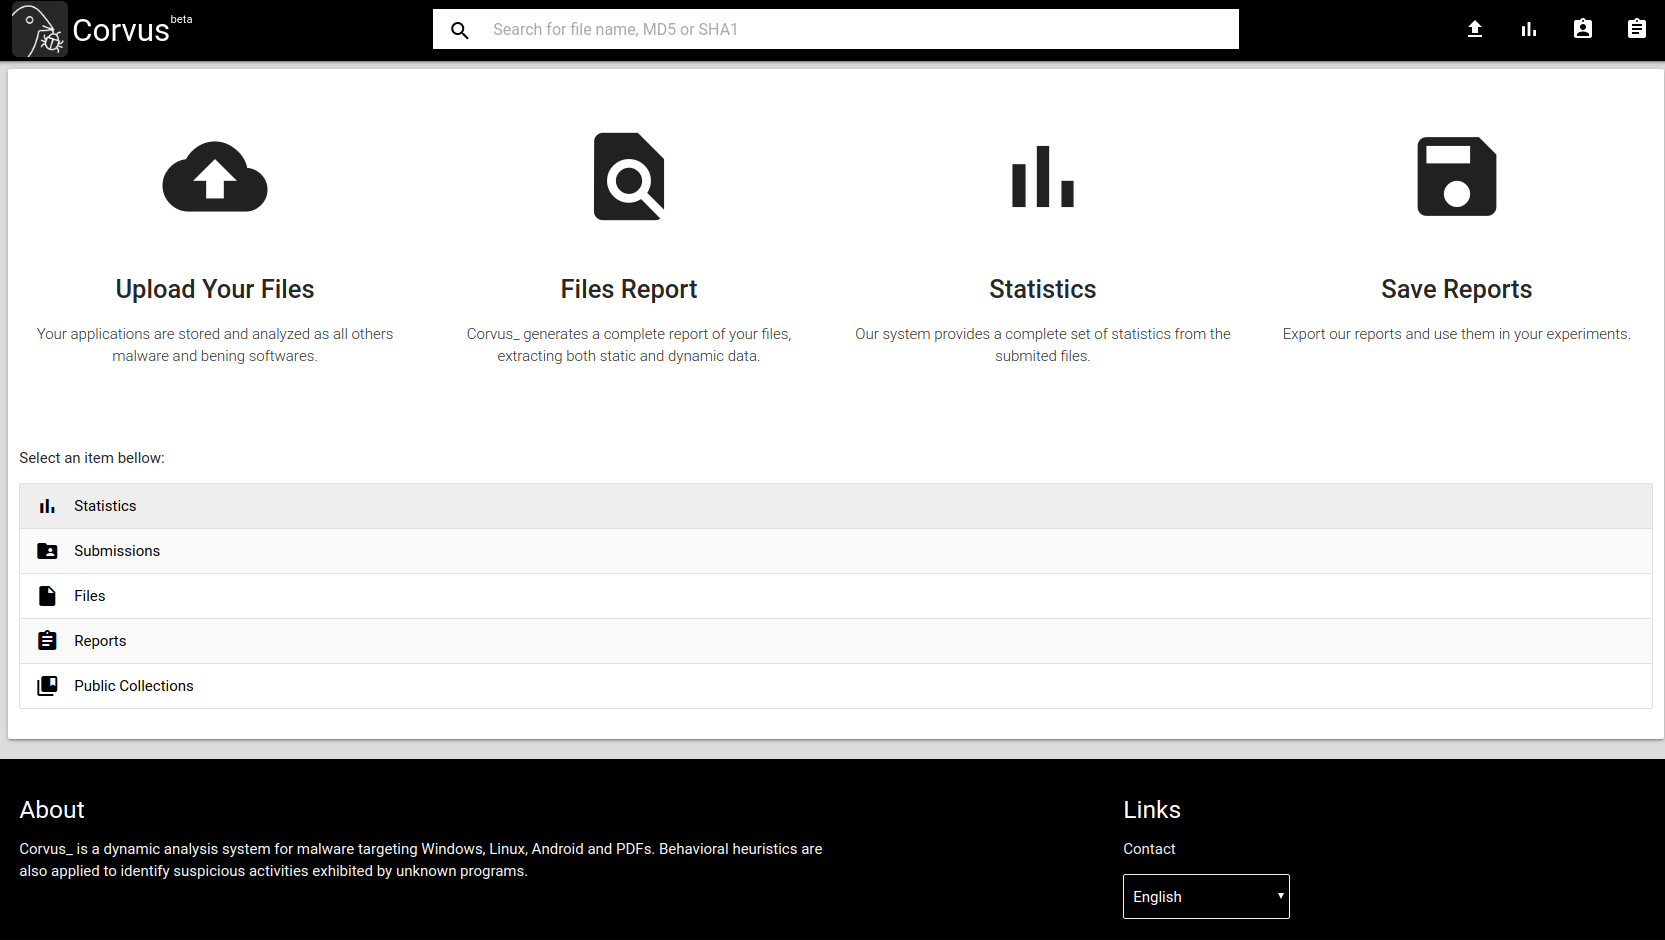 Corvus beta
Search for file name, MD5 or SHA1
Upload Your Files
Your applications are stored and analyzed as all others
malware and bening softwares.
Files Report
Corvus_ generates a complete report of your files,
extracting both static and dynamic data.
Statistics
Our system provides a complete set of statistics from the
submited files.
Save Reports
Export our reports and use them in your experiments.
Select an item bellow:
Statistics
Submissions
Files
Reports
Public Collections
About
Corvus_ is a dynamic analysis system for malware targeting Windows, Linux, Android and PDFs. Behavioral heuristics are
also applied to identify suspicious activities exhibited by unknown programs.
Links
Contact
English